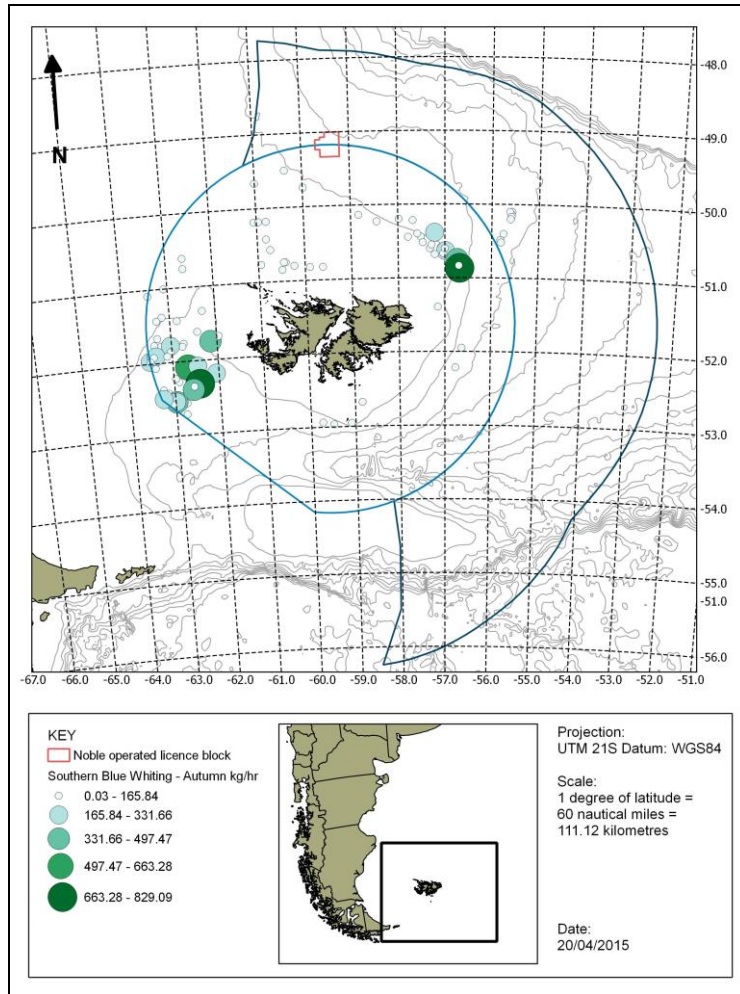 N
-48.0
-49.0
-50.0
-51.0
-52.0
-53.0
-54.0
-55.0
-51.0
-56.0
-67.0 -65.0 -64.0 -63.0 -62.0 -61.0 -60.0 -59.0 -58.0 -57.0 -56.0 -55.0 -54.0 -53.0 -52.0 -51.0
KEY
Noble operated licence block
Southern Blue Whiting - Autumn kg/hr
0.03 - 165.84
165.84 - 331.66
331.66 - 497.47
497.47 - 663.28
663.28 - 829.09
Projection:
UTM 21S Datum: WGS84
Scale:
1 degree of latitude =
60 nautical miles =
111.12 kilometres
Date:
20/04/2015